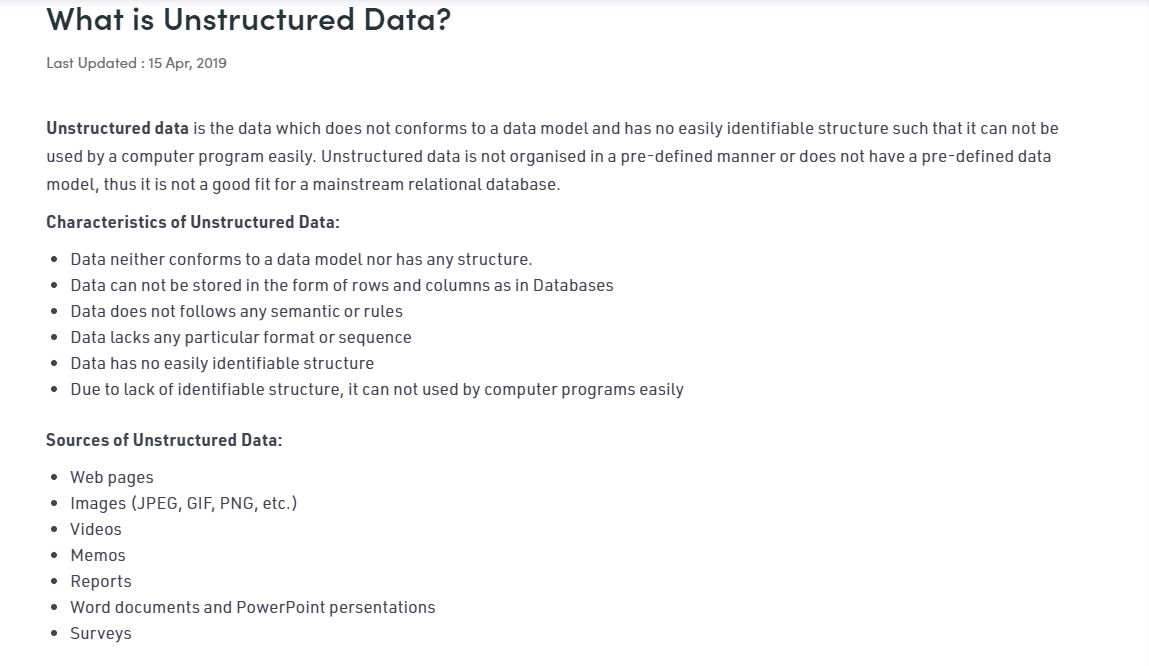 What is Unstructured Data?
Last Updated : 15 Apr, 2019
Unstructured data is the data which does not conforms to a data model and has no easily identifiable structure such that it can not be
used by a computer program easily. Unstructured data is not organised in a pre-defined manner or does not have a pre-defined data
model, thus it is not a good fit for a mainstream relational database.
Characteristics of Unstructured Data:
• Data neither conforms to a data model nor has any structure.
• Data can not be stored in the form of rows and columns as in Databases
• Data does not follows any semantic or rules
• Data lacks any particular format or sequence
• Data has no easily identifiable structure
• Due to lack of identifiable structure, it can not used by computer programs easily
Sources of Unstructured Data:
• Web pages
• Images (JPEG, GIF, PNG, etc.)
• Videos
• Memos
• Reports
• Word documents and PowerPoint persentations
• Surveys